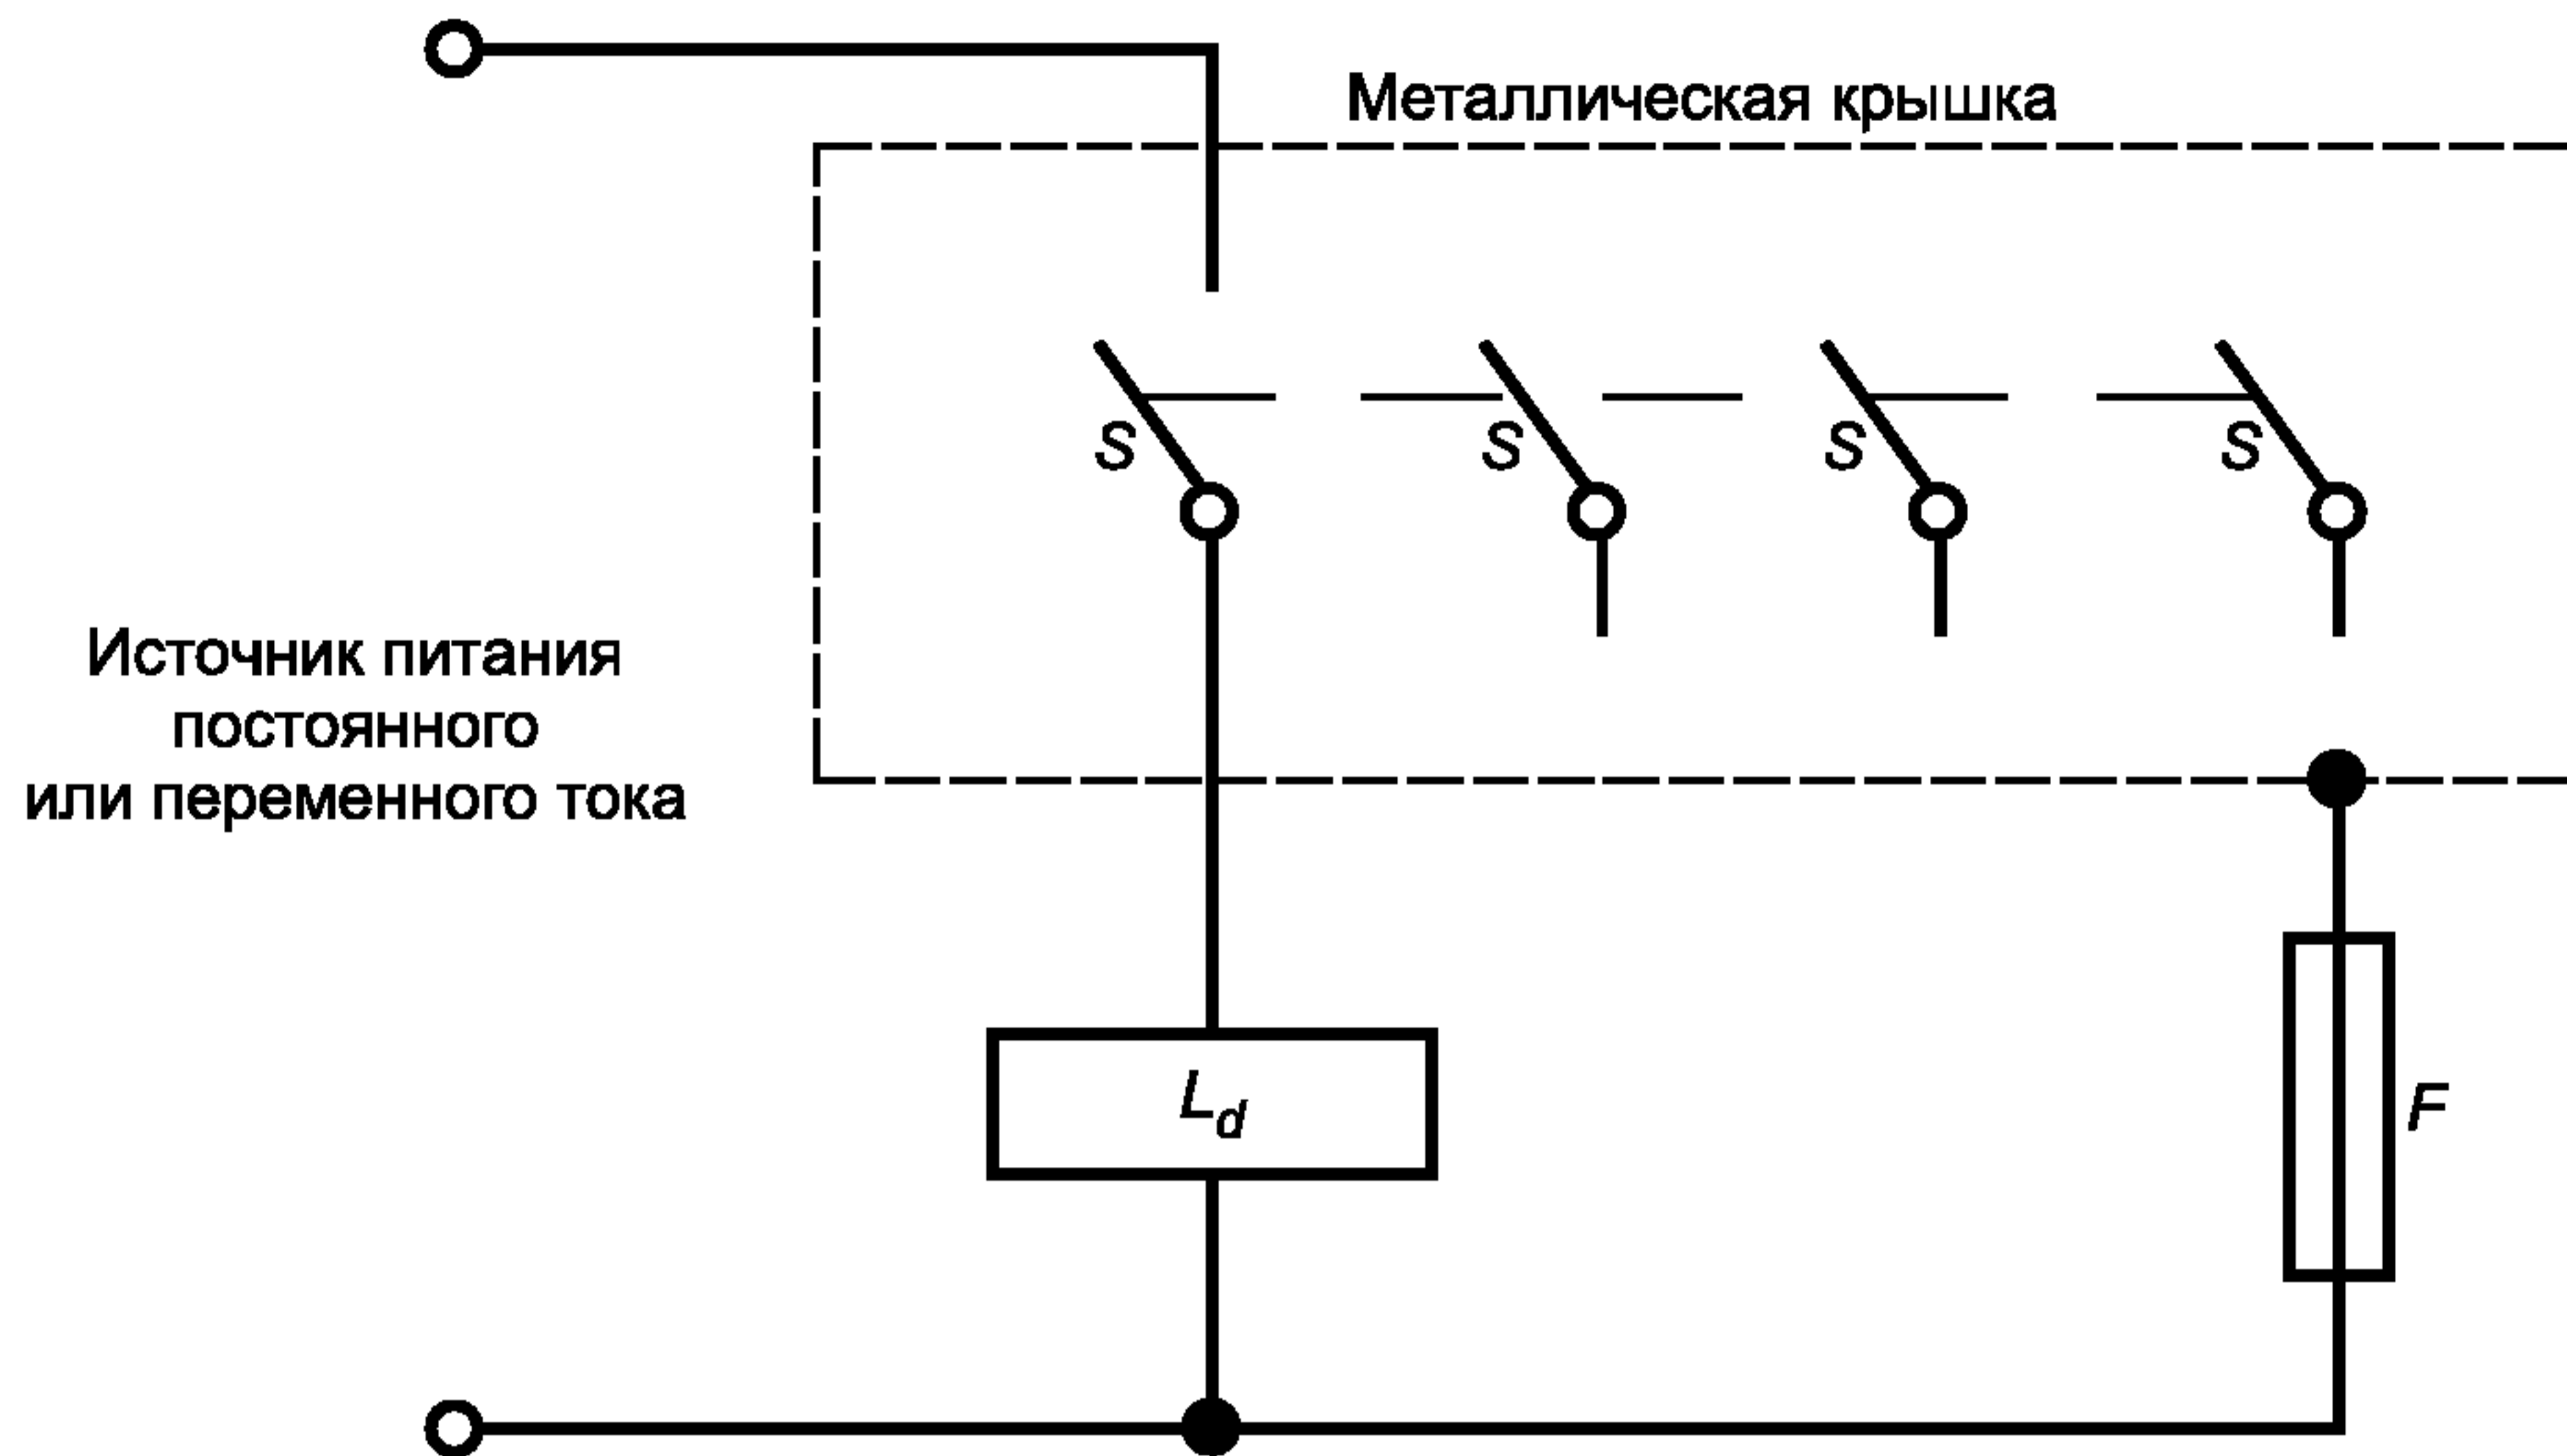 Металлическая крышка
S
S
S
S
Источник питания
постоянного
или переменного тока
L_d
F